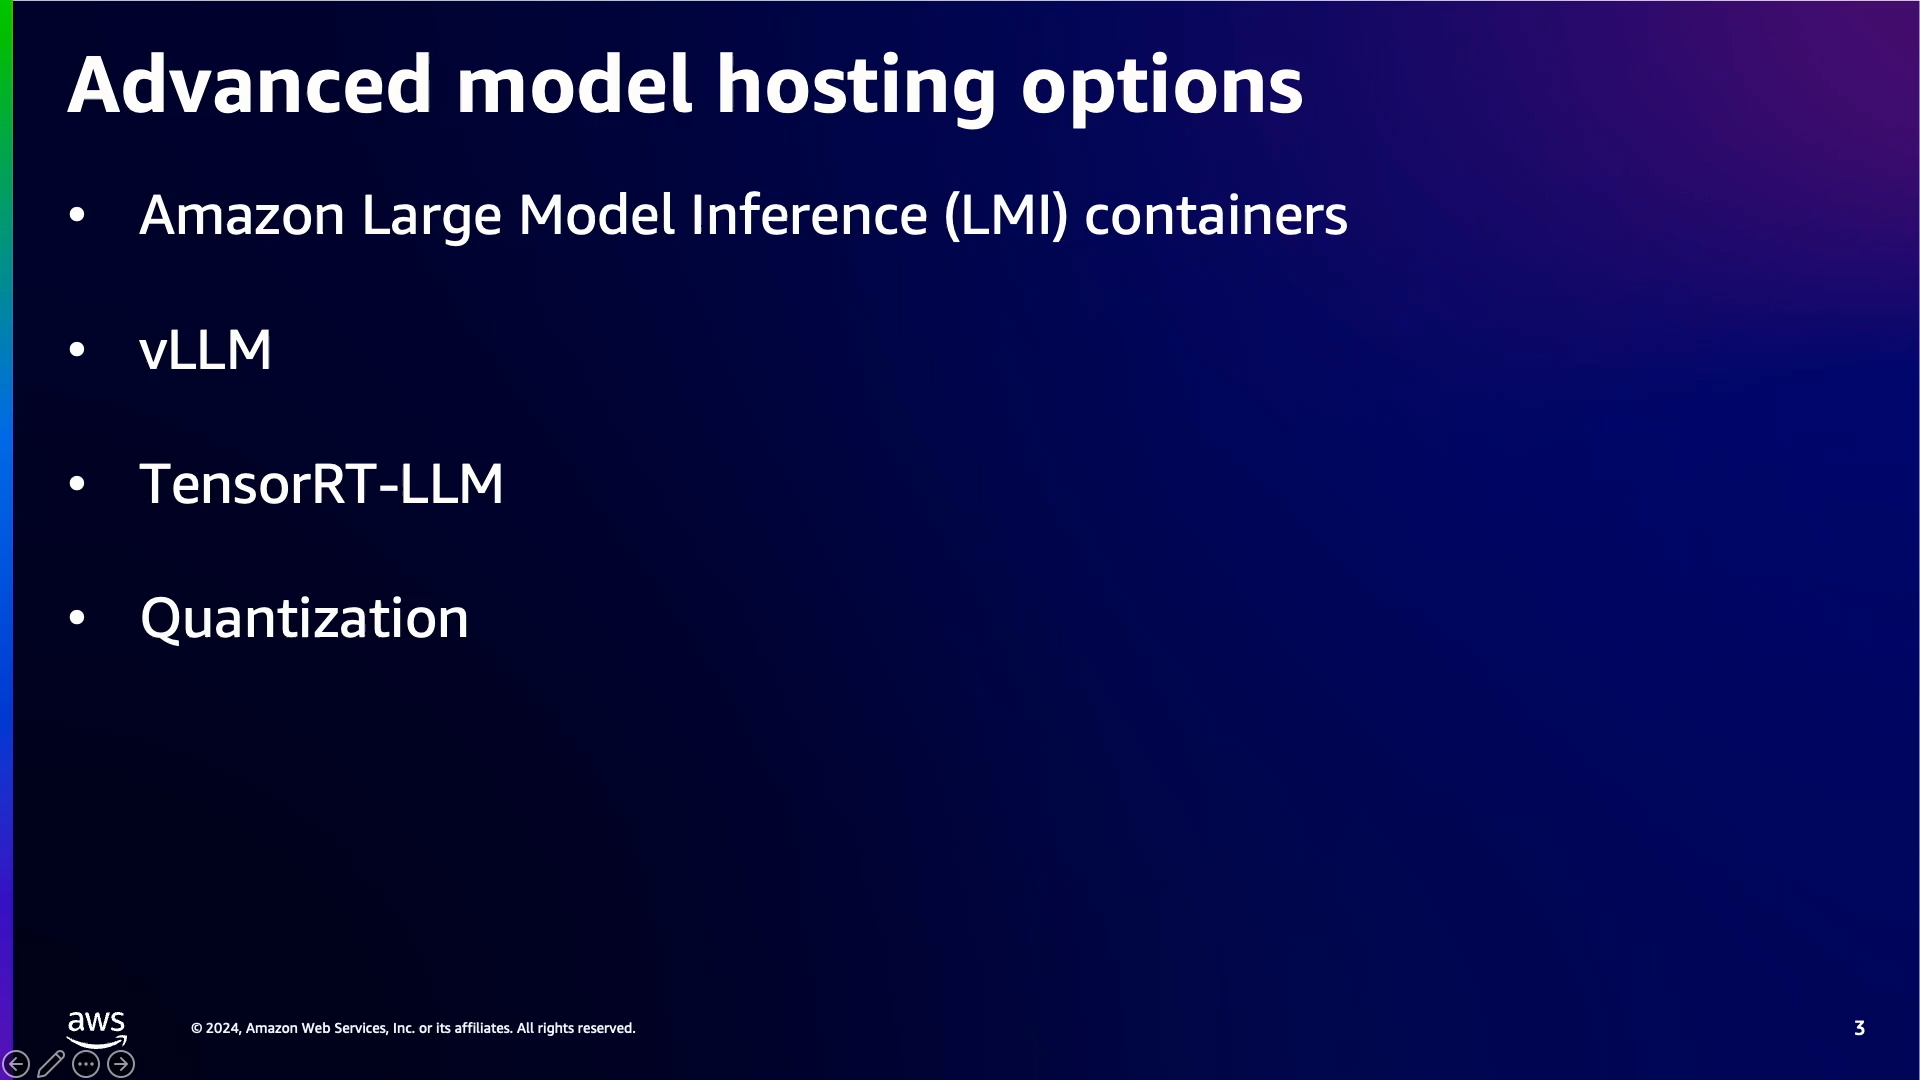 Advanced model hosting options
• Amazon Large Model Inference (LMI) containers
• vLLM
• TensorRT-LLM
• Quantization
aws
© 2024, Amazon Web Services, Inc. or its affiliates. All rights reserved.
3